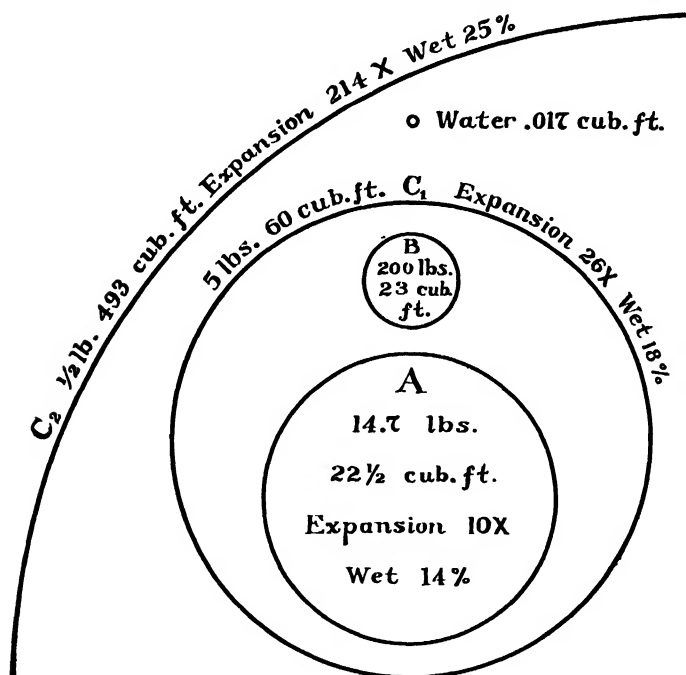 C₂ ½ lb. 493 cub. ft. Expansion 214 X Wet 25%
Water .017 cub. ft.
5 lbs. 60 cub. ft. C₁ Expansion 26X Wet 18%
B
200 lbs.
23 cub.
ft.
A
14.7 lbs.
22½ cub. ft.
Expansion 10X
Wet 14%